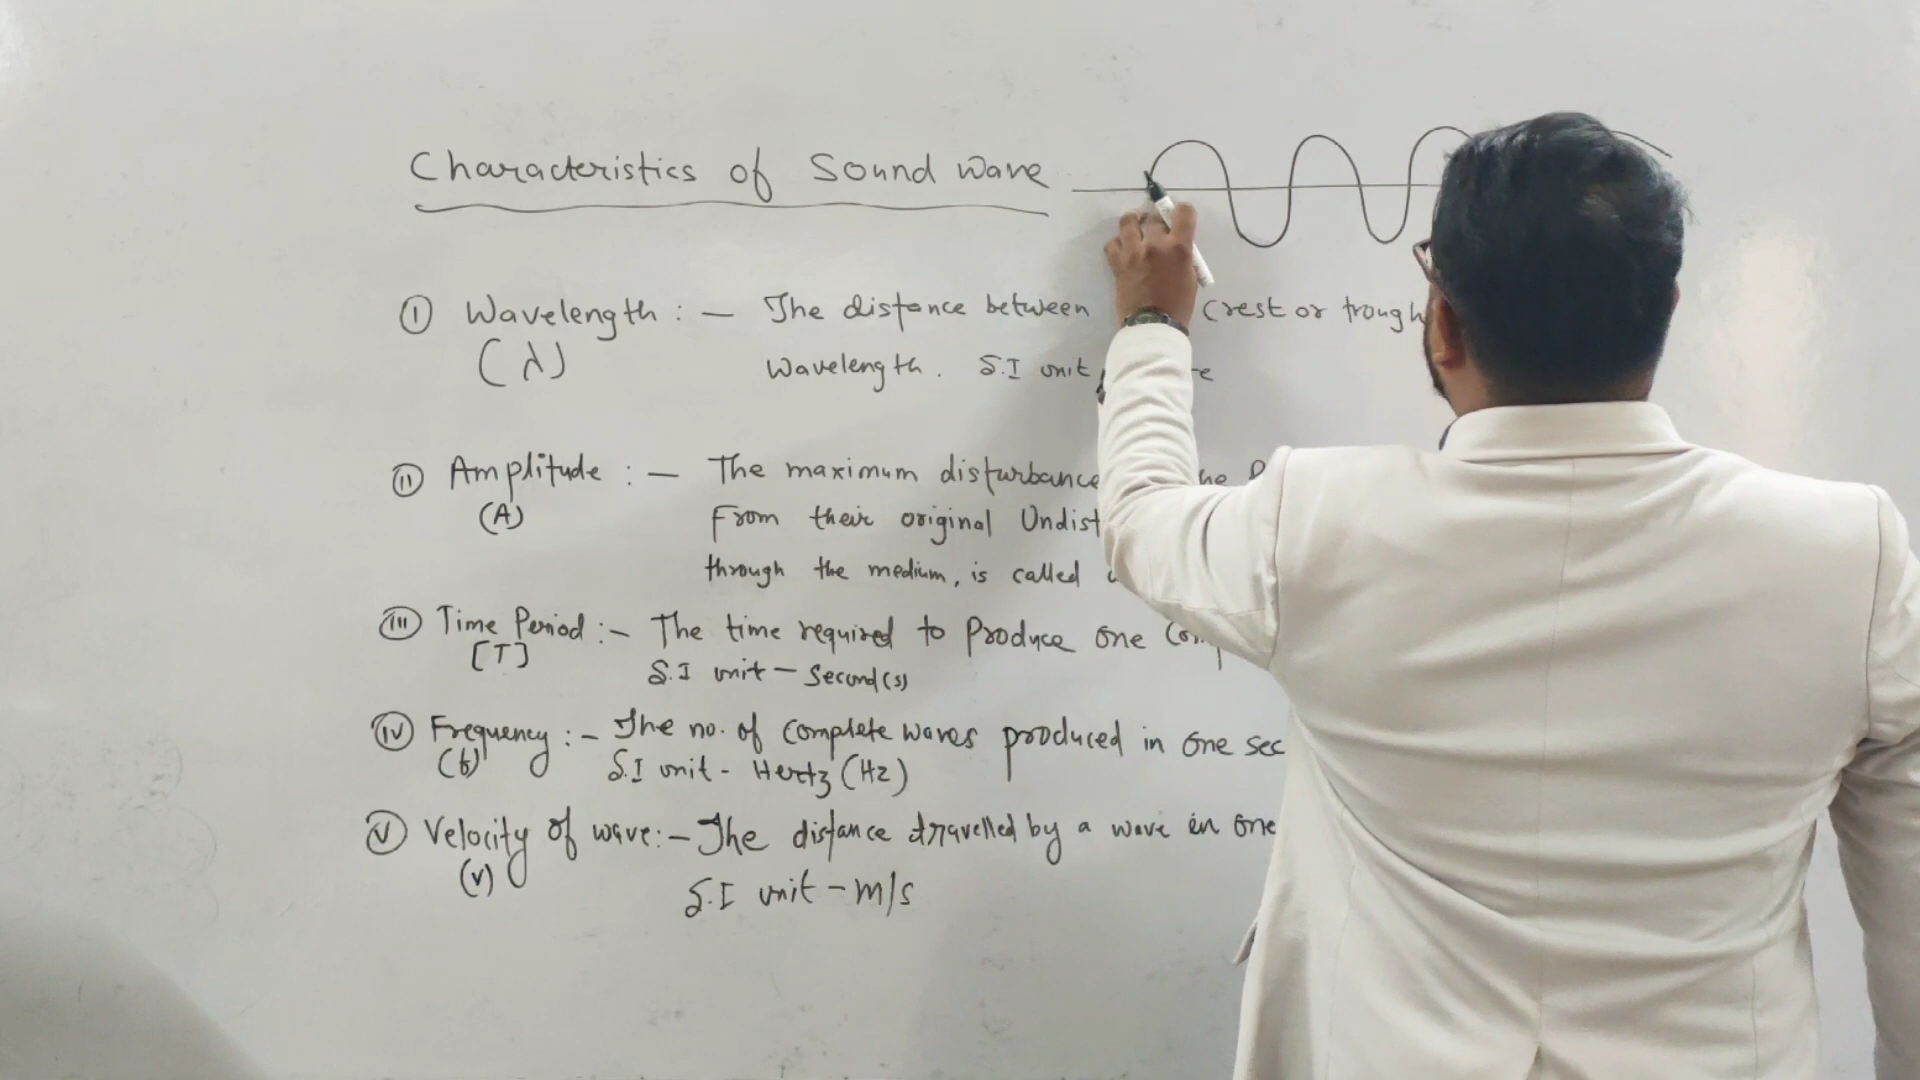 Characteristics of Sound wave
(i) Wavelength :— The distance between crest or trough
(λ) Wavelength. S.I unit
(ii) Amplitude :— The maximum disturbance
(A) From their original
through the medium, is called
(iii) Time Period :- The time required to Produce one
[T] S.I unit - Second(s)
(iv) Frequency :- The no. of complete waves produced in one sec
(f) S.I unit - Hertz (Hz)
(v) Velocity of wave :- The distance travelled by a wave in one
(v) S.I unit - m/s